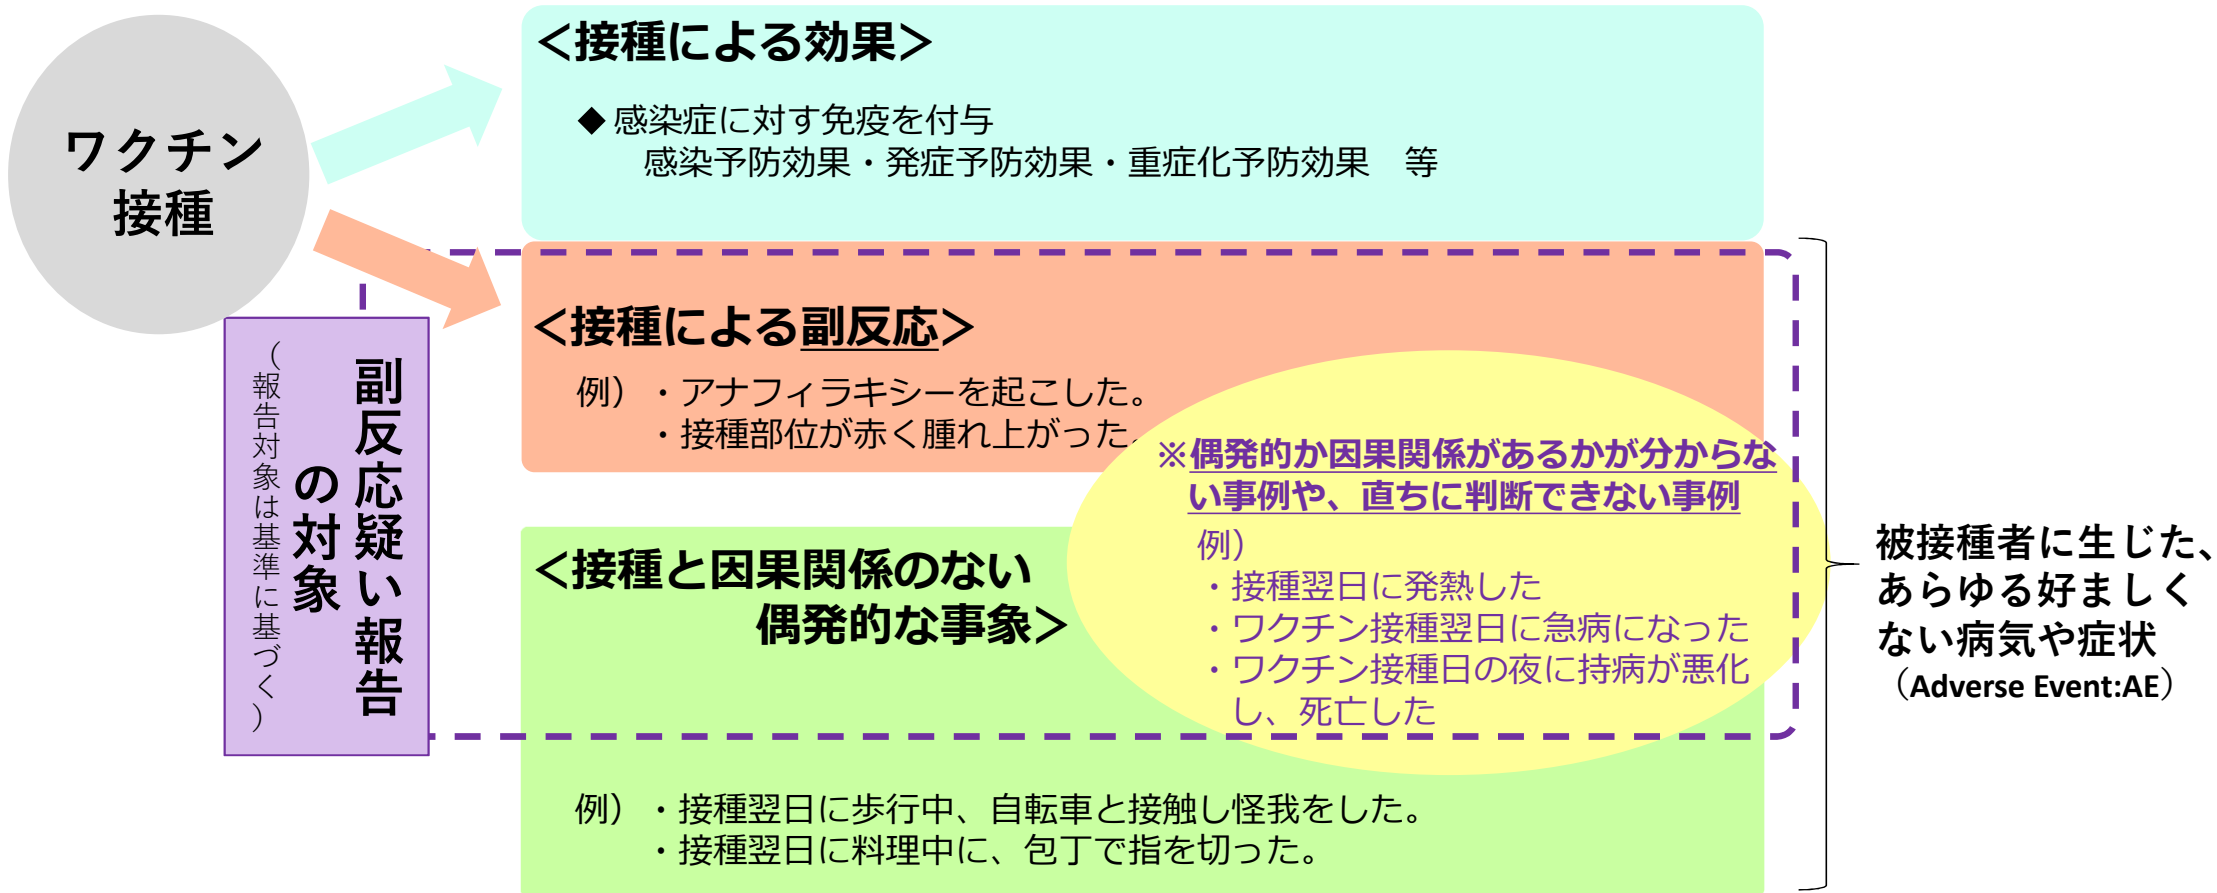 ワクチン
接種
＜接種による効果＞
◆ 感染症に対す免疫を付与
感染予防効果・発症予防効果・重症化予防効果　等
＜接種による副反応＞
例）・アナフィラキシーを起こした。
・接種部位が赤く腫れ上がった。
※偶発的か因果関係があるかが分からな
い事例や、直ちに判断できない事例
例）
・接種翌日に発熱した
・ワクチン接種翌日に急病になった
・ワクチン接種日の夜に持病が悪化
し、死亡した
＜接種と因果関係のない
偶発的な事象＞
例）・接種翌日に歩行中、自転車と接触し怪我をした。
・接種翌日に料理中に、包丁で指を切った。
副反応疑い報告
の対象
（報告対象は基準に基づく）
被接種者に生じた、
あらゆる好ましく
ない病気や症状
（Adverse Event:AE）